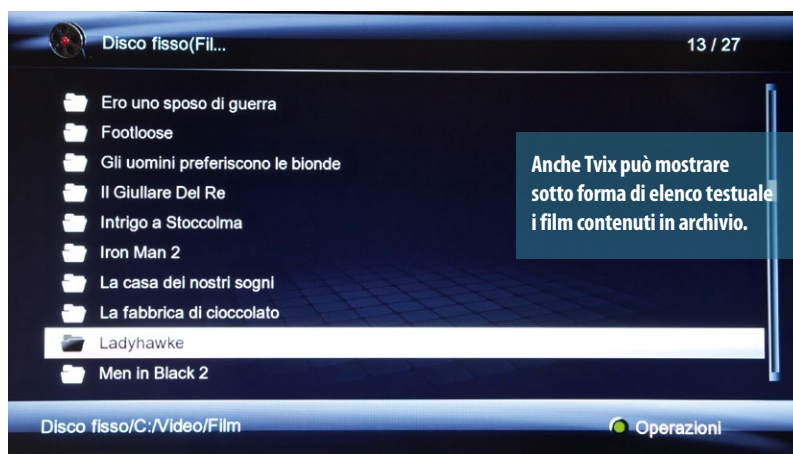 Disco fisso(Fil...
13 / 27
Ero uno sposo di guerra
Footloose
Gli uomini preferiscono le bionde
Il Giullare Del Re
Intrigo a Stoccolma
Iron Man 2
La casa dei nostri sogni
La fabbrica di cioccolato
Ladyhawke
Men in Black 2
Anche Tvix può mostrare
sotto forma di elenco testuale
i film contenuti in archivio.
Disco fisso/C:/Video/Film
Operazioni